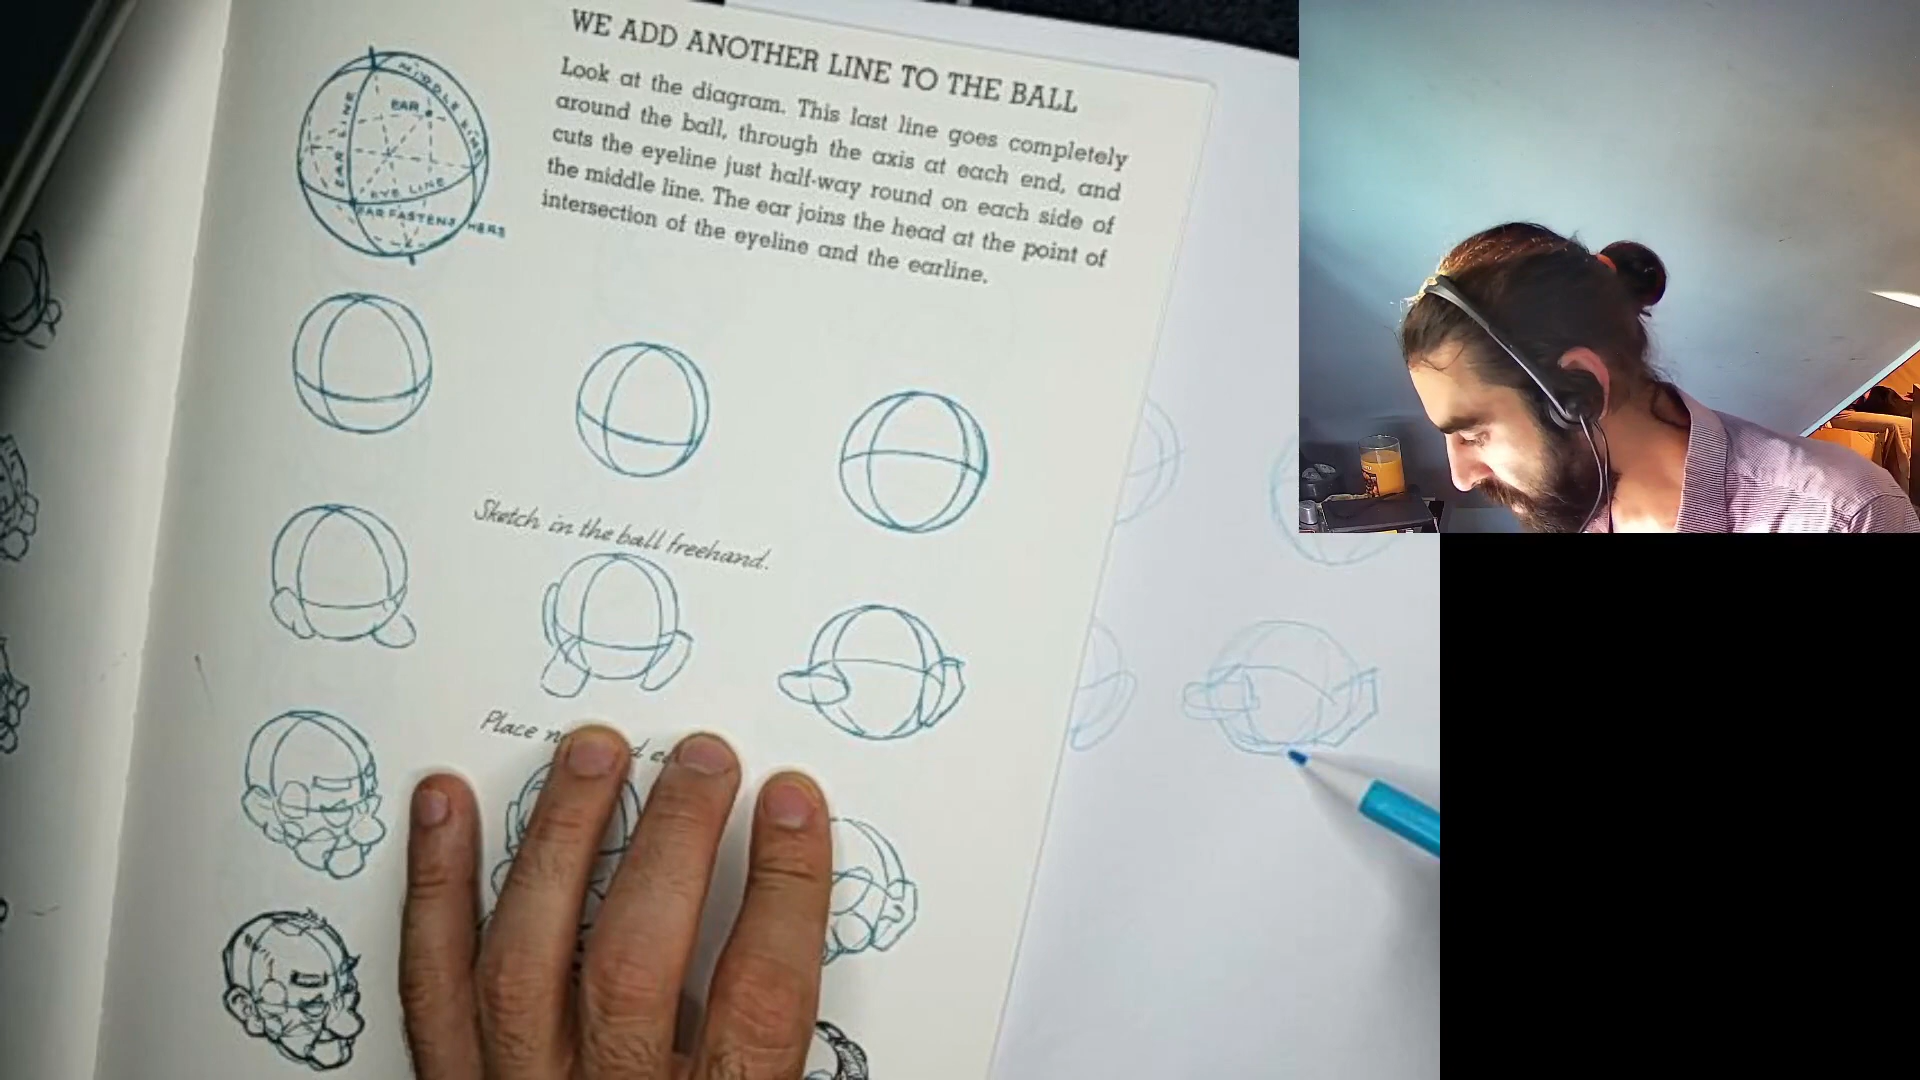 WE ADD ANOTHER LINE TO THE BALL
Look at the diagram. This last line goes completely
around the ball, through the axis at each end, and
cuts the eyeline just half-way round on each side of
the middle line. The ear joins the head at the point of
intersection of the eyeline and the earline.
MIDDLE LINE
EAR
EAR LINE
EYE LINE
EAR FASTENS HERE
Sketch in the ball freehand.
Place